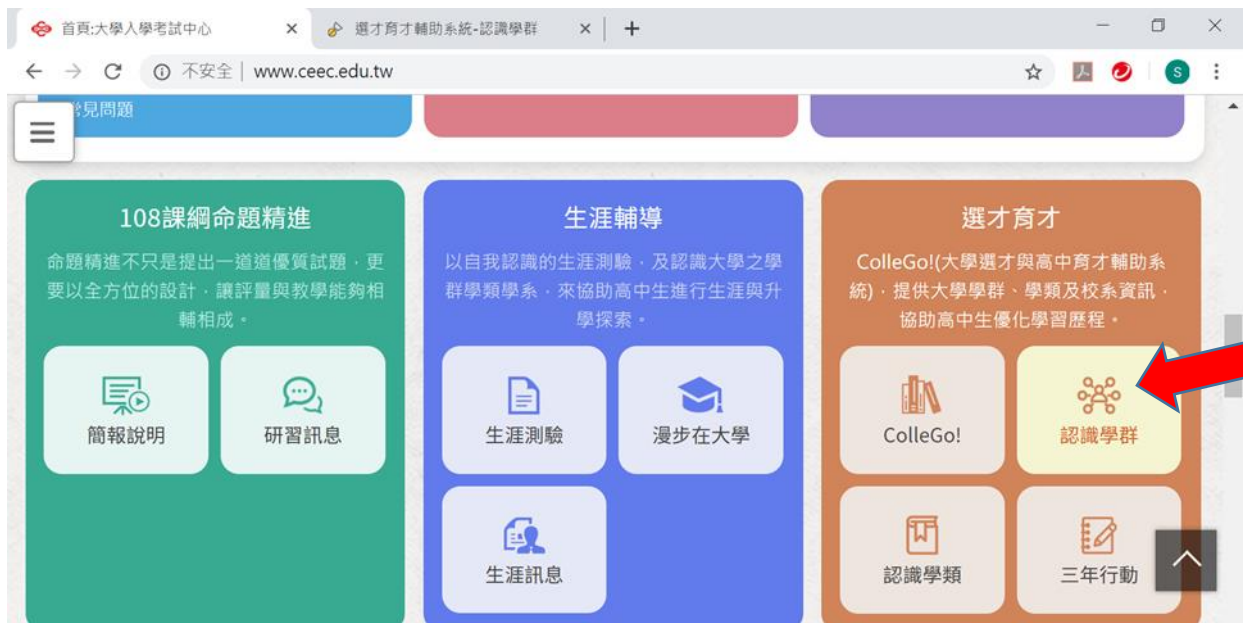 首頁:大學入學考試中心
選才育才輔助系統-認識學群
不安全 | www.ceec.edu.tw
S
常見問題
108課綱命題精進
命題精進不只是提出一道道優質試題，更
要以全方位的設計，讓評量與教學能夠相
輔相成。
簡報說明
研習訊息
生涯輔導
以自我認識的生涯測驗，及認識大學之學
群學類學系，來協助高中生進行生涯與升
學探索。
生涯測驗
漫步在大學
生涯訊息
選才育才
ColleGo!(大學選才與高中育才輔助系
統)，提供大學學群、學類及校系資訊，
協助高中生優化學習歷程。
ColleGo!
認識學群
認識學類
三年行動